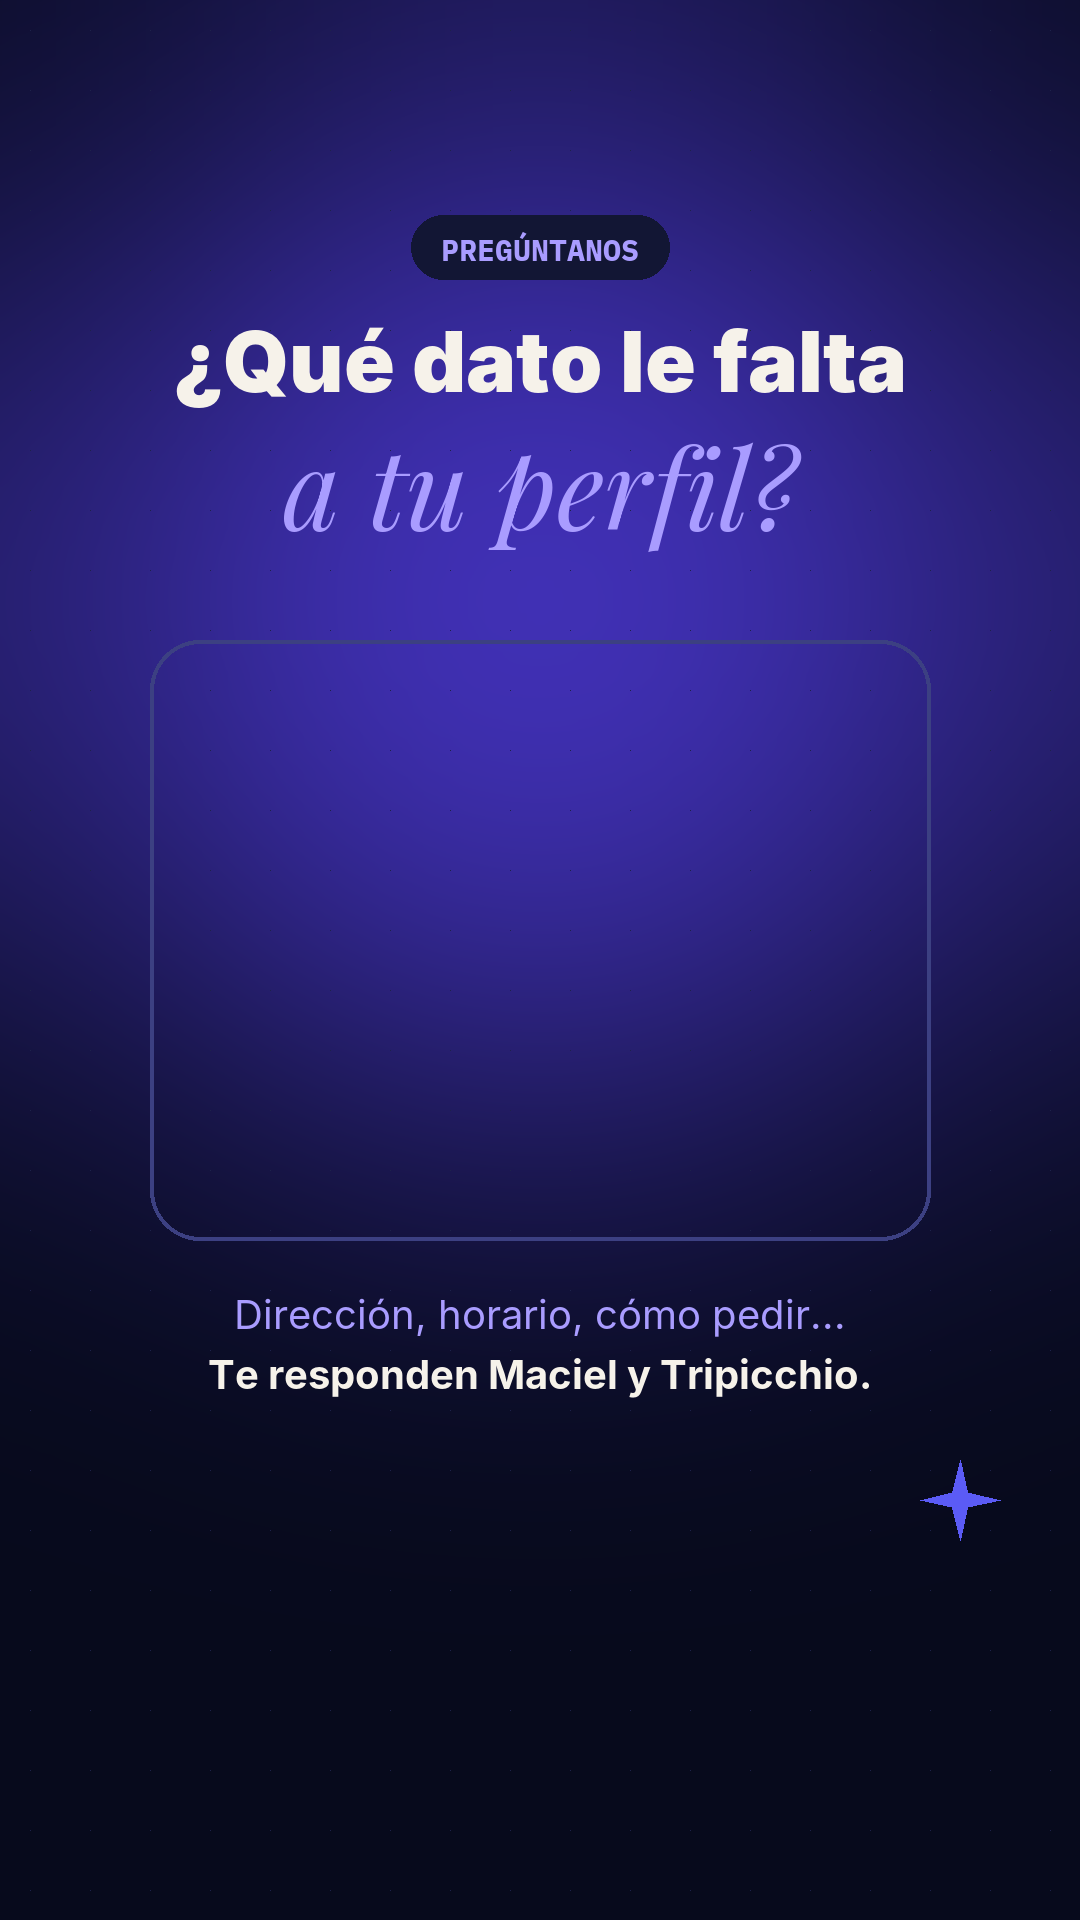 PREGÚNTANOS
¿Qué dato le falta
a tu perfil?
Dirección, horario, cómo pedir...
Te responden Maciel y Tripicchio.